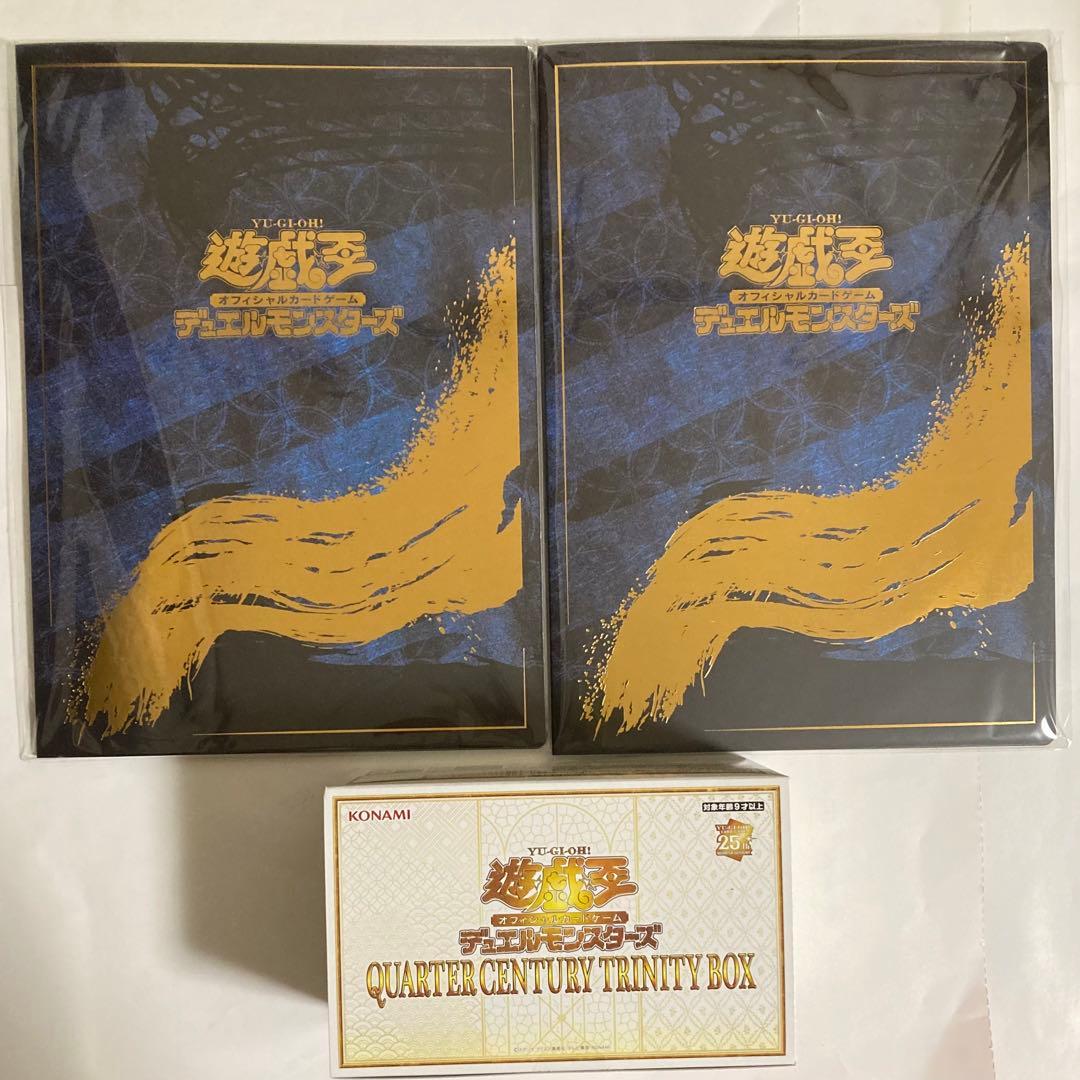 YU-GI-OH!
遊戯王
オフィシャルカードゲーム
デュエルモンスターズ
YU-GI-OH!
遊戯王
オフィシャルカードゲーム
デュエルモンスターズ
KONAMI
対象年齢9才以上
YU-GI-OH!
25th
YU-GI-OH!
遊戯王
オフィシャルカードゲーム
デュエルモンスターズ
QUARTER CENTURY TRINITY BOX